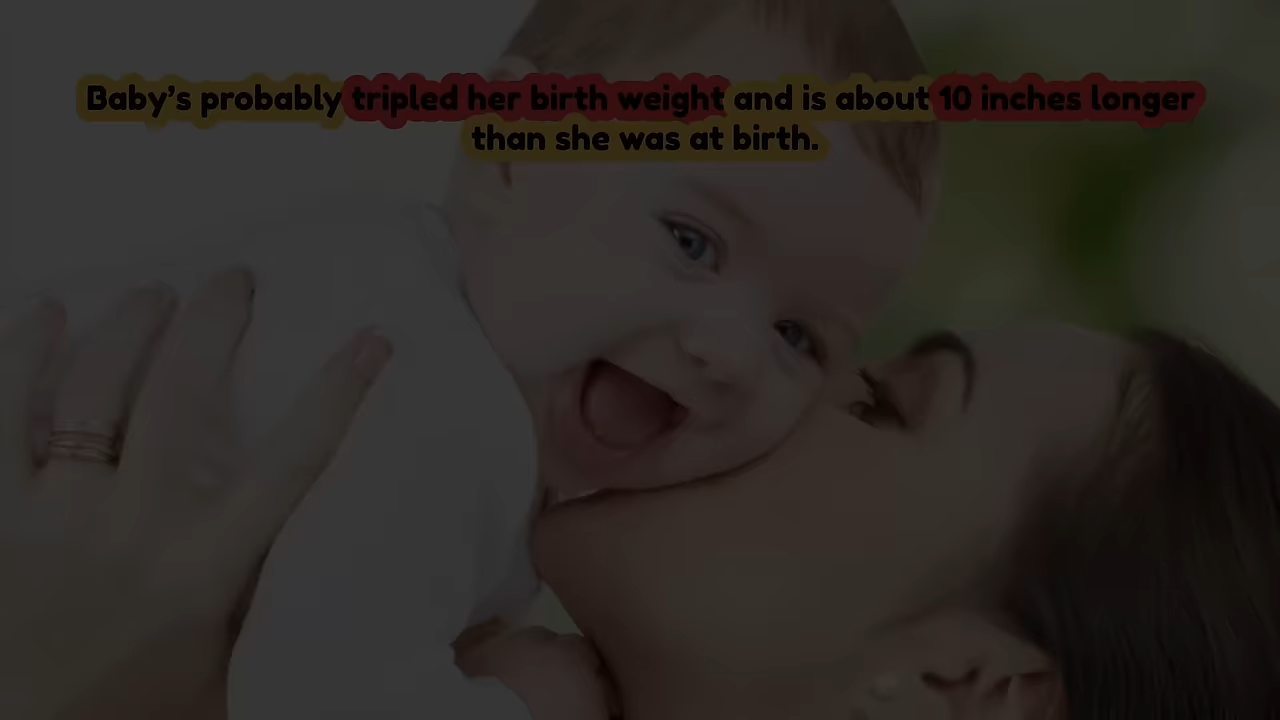 Baby’s probably tripled her birth weight and is about 10 inches longer
than she was at birth.